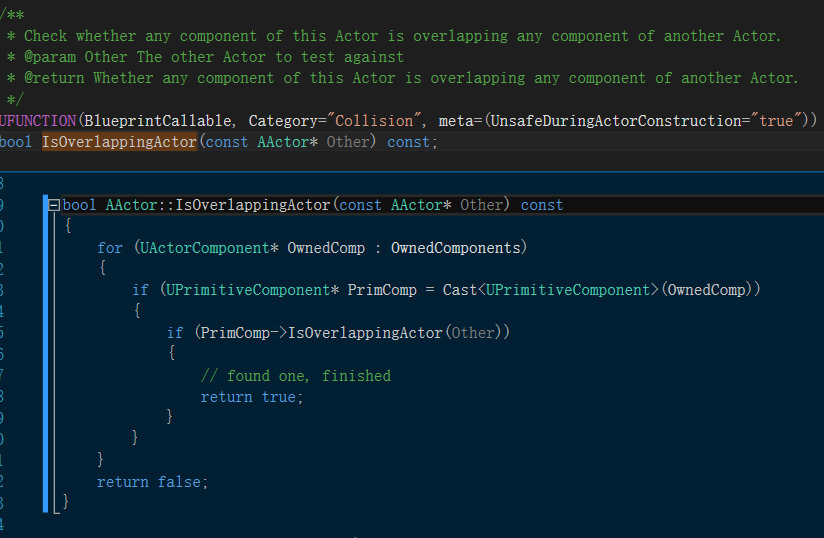 /**
* Check whether any component of this Actor is overlapping any component of another Actor.
* @param Other The other Actor to test against
* @return Whether any component of this Actor is overlapping any component of another Actor.
*/
UFUNCTION(BlueprintCallable, Category="Collision", meta=(UnsafeDuringActorConstruction="true"))
bool IsOverlappingActor(const AActor* Other) const;
bool AActor::IsOverlappingActor(const AActor* Other) const
{
for (UActorComponent* OwnedComp : OwnedComponents)
{
if (UPrimitiveComponent* PrimComp = Cast<UPrimitiveComponent>(OwnedComp))
{
if (PrimComp->IsOverlappingActor(Other))
{
// found one, finished
return true;
}
}
}
return false;
}